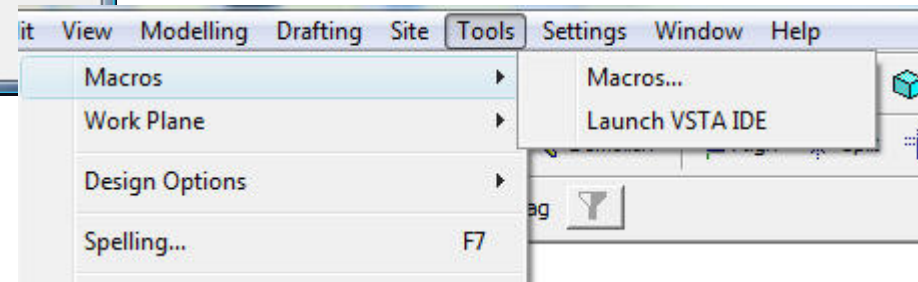 it View Modelling Drafting Site Tools Settings Window Help
Macros
Macros...
Work Plane
Launch VSTA IDE
Design Options
ag
Spelling... F7